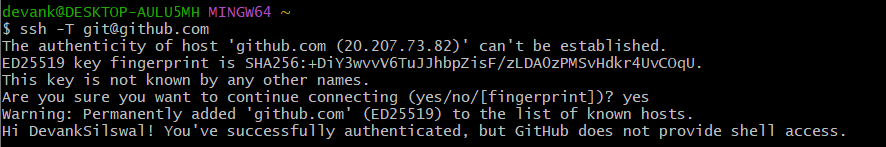 devank@DESKTOP-AULU5MH MINGW64 ~
$ ssh -T git@github.com
The authenticity of host 'github.com (20.207.73.82)' can't be established.
ED25519 key fingerprint is SHA256:+DiY3wvvV6TuJJhbpZisF/zLDA0zPMSvHdkr4UvCOqU.
This key is not known by any other names.
Are you sure you want to continue connecting (yes/no/[fingerprint])? yes
Warning: Permanently added 'github.com' (ED25519) to the list of known hosts.
Hi DevankSilswal! You've successfully authenticated, but GitHub does not provide shell access.